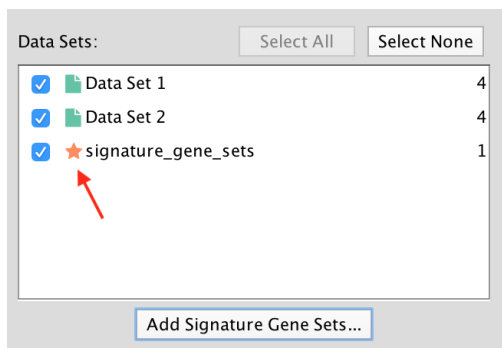 Data Sets: Select All Select None
Data Set 1 4
Data Set 2 4
signature_gene_sets 1
Add Signature Gene Sets...